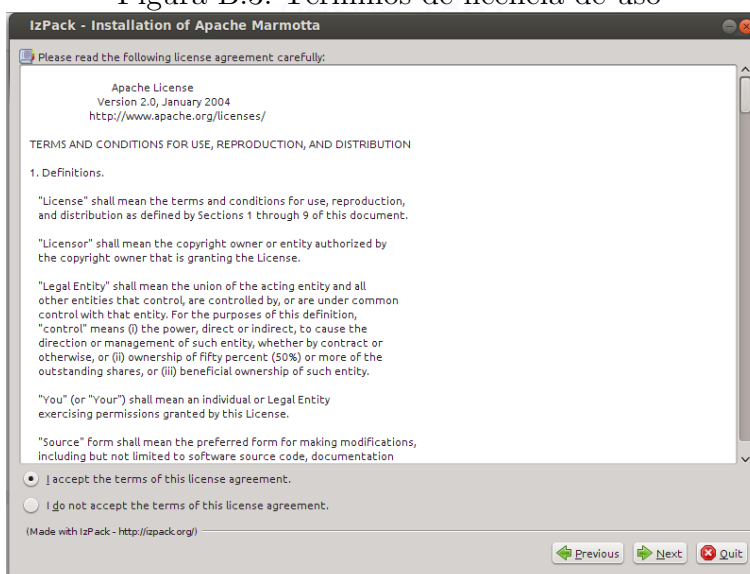 Figura B.3: Términos de licencia de uso
IzPack - Installation of Apache Marmotta
Please read the following license agreement carefully:
Apache License
Version 2.0, January 2004
http://www.apache.org/licenses/
TERMS AND CONDITIONS FOR USE, REPRODUCTION, AND DISTRIBUTION
1. Definitions.
"License" shall mean the terms and conditions for use, reproduction,
and distribution as defined by Sections 1 through 9 of this document.
"Licensor" shall mean the copyright owner or entity authorized by
the copyright owner that is granting the License.
"Legal Entity" shall mean the union of the acting entity and all
other entities that control, are controlled by, or are under common
control with that entity. For the purposes of this definition,
"control" means (i) the power, direct or indirect, to cause the
direction or management of such entity, whether by contract or
otherwise, or (ii) ownership of fifty percent (50%) or more of the
outstanding shares, or (iii) beneficial ownership of such entity.
"You" (or "Your") shall mean an individual or Legal Entity
exercising permissions granted by this License.
"Source" form shall mean the preferred form for making modifications,
including but not limited to software source code, documentation
I accept the terms of this license agreement.
I do not accept the terms of this license agreement.
(Made with IzPack - http://izpack.org/)
Previous Next Quit